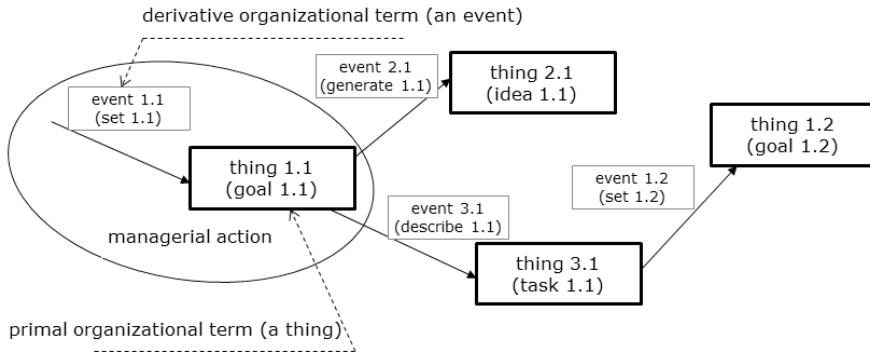 derivative organizational term (an event)
event 1.1
(set 1.1)
event 2.1
(generate 1.1)
thing 2.1
(idea 1.1)
thing 1.2
(goal 1.2)
thing 1.1
(goal 1.1)
event 1.2
(set 1.2)
event 3.1
(describe 1.1)
managerial action
thing 3.1
(task 1.1)
primal organizational term (a thing)